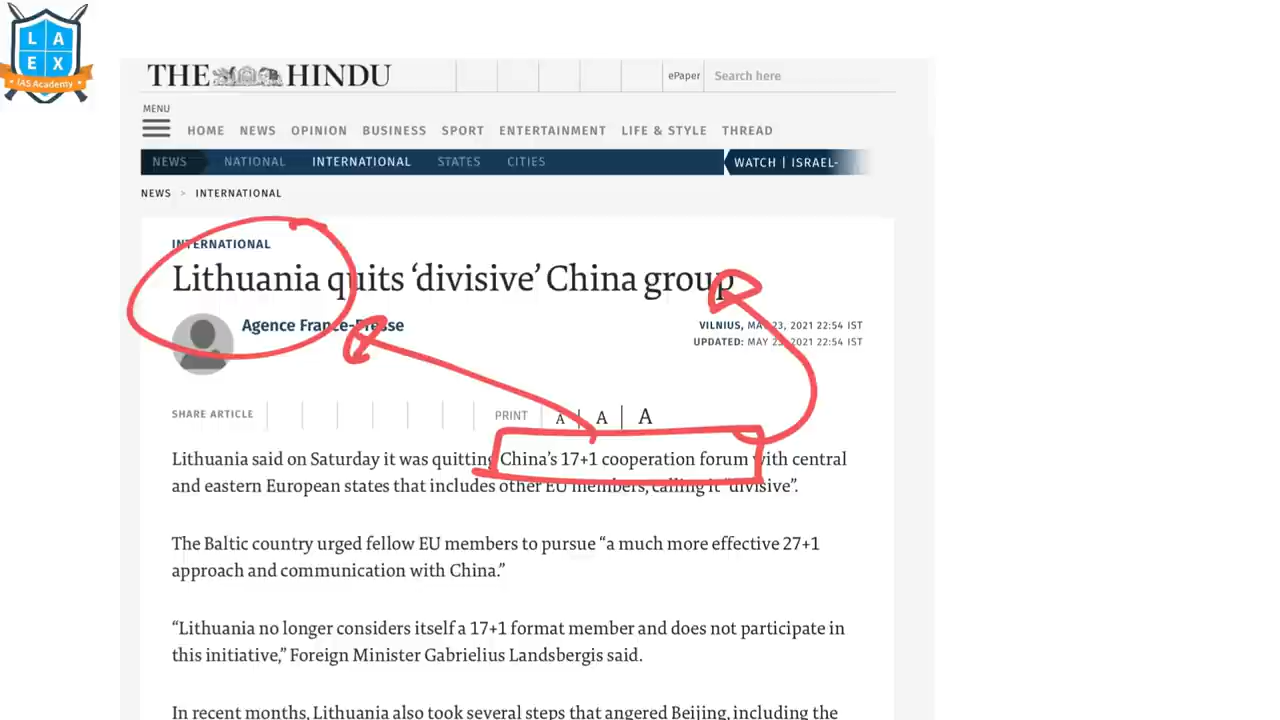 L A
E X
IAS Academy
THE HINDU
ePaper
Search here
MENU
HOME NEWS OPINION BUSINESS SPORT ENTERTAINMENT LIFE & STYLE THREAD
NEWS NATIONAL INTERNATIONAL STATES CITIES WATCH | ISRAEL-
NEWS > INTERNATIONAL
INTERNATIONAL
Lithuania quits ‘divisive’ China group
Agence France-Presse
VILNIUS, MAY 23, 2021 22:54 IST
UPDATED: MAY 23, 2021 22:54 IST
SHARE ARTICLE PRINT A A A
Lithuania said on Saturday it was quitting China’s 17+1 cooperation forum with central
and eastern European states that includes other EU members, calling it “divisive”.
The Baltic country urged fellow EU members to pursue “a much more effective 27+1
approach and communication with China.”
“Lithuania no longer considers itself a 17+1 format member and does not participate in
this initiative,” Foreign Minister Gabrielius Landsbergis said.
In recent months, Lithuania also took several steps that angered Beijing, including the